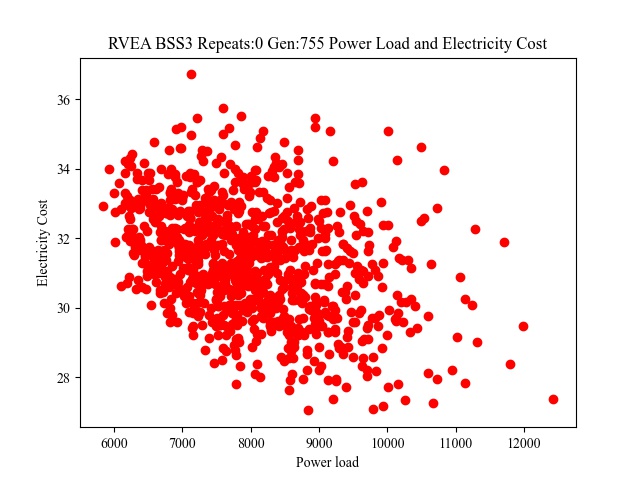 RVEA BSS3 Repeats:0 Gen:755 Power Load and Electricity Cost
36
34
32
30
28
Electricity Cost
6000 7000 8000 9000 10000 11000 12000
Power load